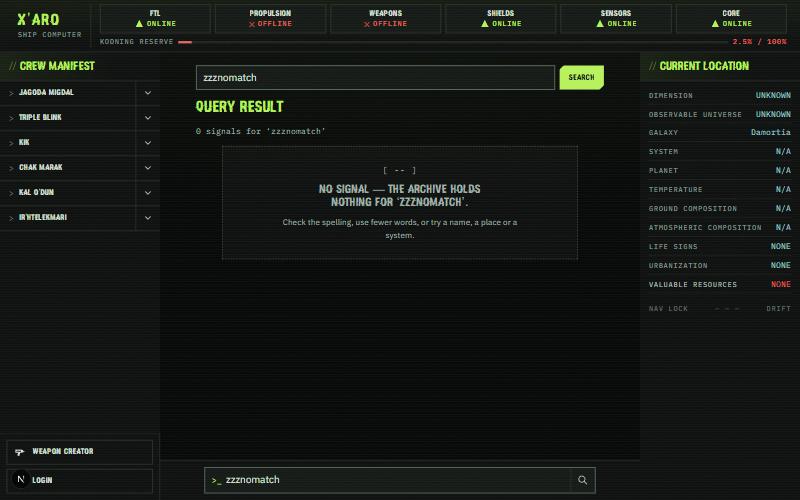 X'ARO
SHIP COMPUTER
FTL
ONLINE
PROPULSION
OFFLINE
WEAPONS
OFFLINE
SHIELDS
ONLINE
SENSORS
ONLINE
CORE
ONLINE
KODNING RESERVE
2.5% / 100%
// CREW MANIFEST
> JAGODA MIGDAL
> TRIPLE BLINK
> KIK
> CHAK MARAK
> KAL O'DUN
> IR'HTELEKMARI
WEAPON CREATOR
N LOGIN
zzznomatch
SEARCH
QUERY RESULT
0 signals for ‘zzznomatch’
[ -- ]
NO SIGNAL — THE ARCHIVE HOLDS
NOTHING FOR ‘ZZZNOMATCH’.
Check the spelling, use fewer words, or try a name, a place or a
system.
>_ zzznomatch
// CURRENT LOCATION
DIMENSION UNKNOWN
OBSERVABLE UNIVERSE UNKNOWN
GALAXY Damortia
SYSTEM N/A
PLANET N/A
TEMPERATURE N/A
GROUND COMPOSITION N/A
ATMOSPHERIC COMPOSITION N/A
LIFE SIGNS NONE
URBANIZATION NONE
VALUABLE RESOURCES NONE
NAV LOCK — — — DRIFT